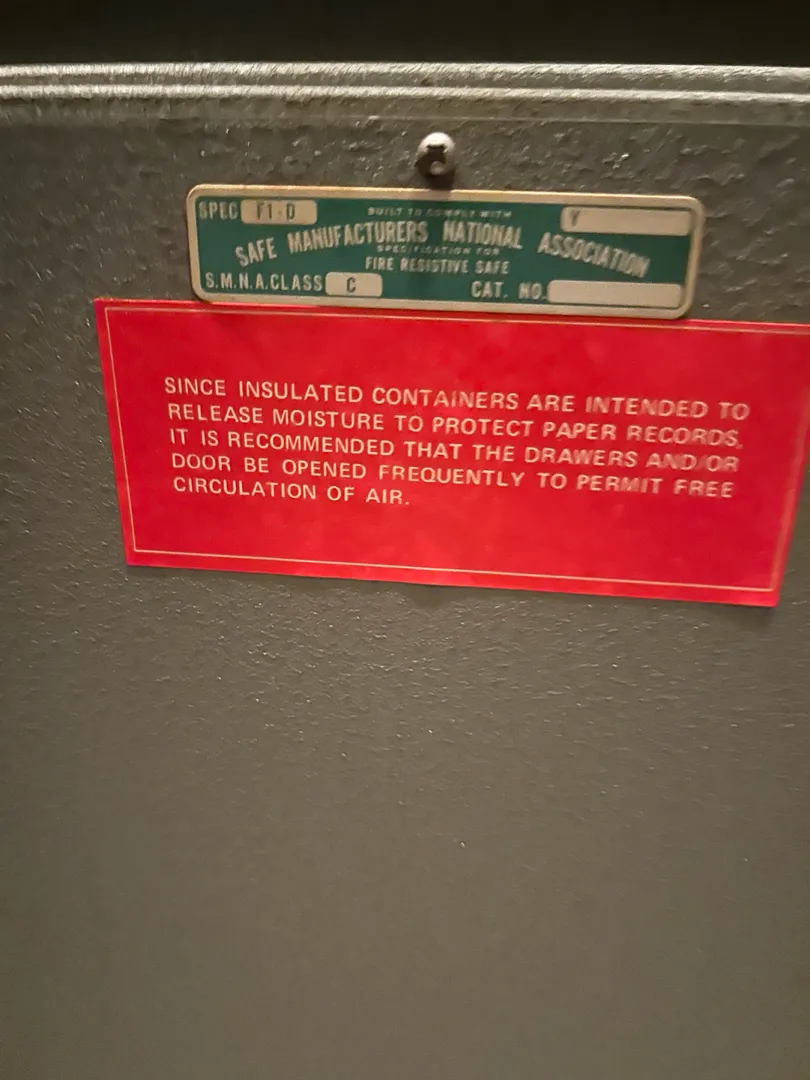 SPEC F1-D
BUILT TO COMPLY WITH
SAFE MANUFACTURERS NATIONAL ASSOCIATION
SPECIFICATION FOR
FIRE RESISTIVE SAFE
S.M.N.A.CLASS C
CAT. NO.
SINCE INSULATED CONTAINERS ARE INTENDED TO
RELEASE MOISTURE TO PROTECT PAPER RECORDS,
IT IS RECOMMENDED THAT THE DRAWERS AND/OR
DOOR BE OPENED FREQUENTLY TO PERMIT FREE
CIRCULATION OF AIR.